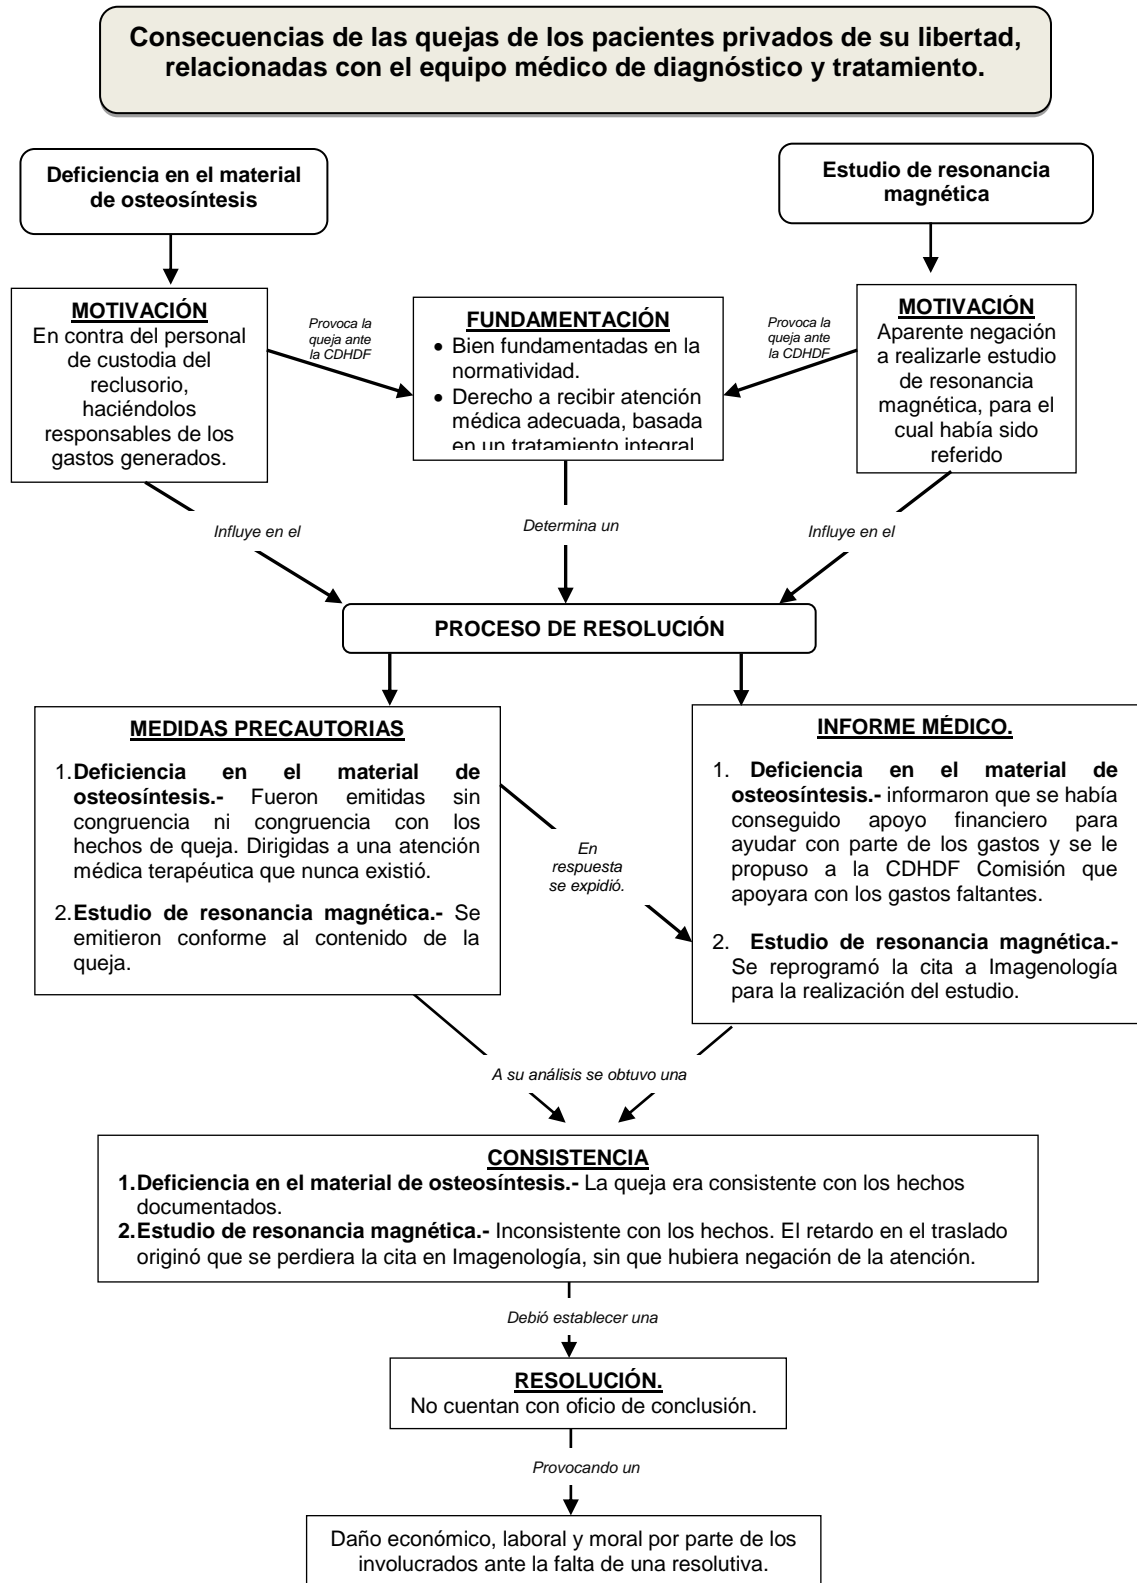 Consecuencias de las quejas de los pacientes privados de su libertad,
relacionadas con el equipo médico de diagnóstico y tratamiento.
Deficiencia en el material
de osteosíntesis
Estudio de resonancia
magnética
MOTIVACIÓN
En contra del personal
de custodia del
reclusorio,
haciéndolos
responsables de los
gastos generados.
Provoca la
queja ante
la CDHDF
FUNDAMENTACIÓN
• Bien fundamentadas en la
normatividad.
• Derecho a recibir atención
médica adecuada, basada
en un tratamiento integral
Provoca la
queja ante
la CDHDF
MOTIVACIÓN
Aparente negación
a realizarle estudio
de resonancia
magnética, para el
cual había sido
referido
Influye en el
Determina un
Influye en el
PROCESO DE RESOLUCIÓN
MEDIDAS PRECAUTORIAS
1.Deficiencia en el material de
osteosíntesis.- Fueron emitidas sin
congruencia ni congruencia con los
hechos de queja. Dirigidas a una atención
médica terapéutica que nunca existió.
2.Estudio de resonancia magnética.- Se
emitieron conforme al contenido de la
queja.
En
respuesta
se expidió.
INFORME MÉDICO.
1. Deficiencia en el material de
osteosíntesis.- informaron que se había
conseguido apoyo financiero para
ayudar con parte de los gastos y se le
propuso a la CDHDF Comisión que
apoyara con los gastos faltantes.
2. Estudio de resonancia magnética.-
Se reprogramó la cita a Imagenología
para la realización del estudio.
A su análisis se obtuvo una
CONSISTENCIA
1.Deficiencia en el material de osteosíntesis.- La queja era consistente con los hechos
documentados.
2.Estudio de resonancia magnética.- Inconsistente con los hechos. El retardo en el traslado
originó que se perdiera la cita en Imagenología, sin que hubiera negación de la atención.
Debió establecer una
RESOLUCIÓN.
No cuentan con oficio de conclusión.
Provocando un
Daño económico, laboral y moral por parte de los
involucrados ante la falta de una resolutiva.